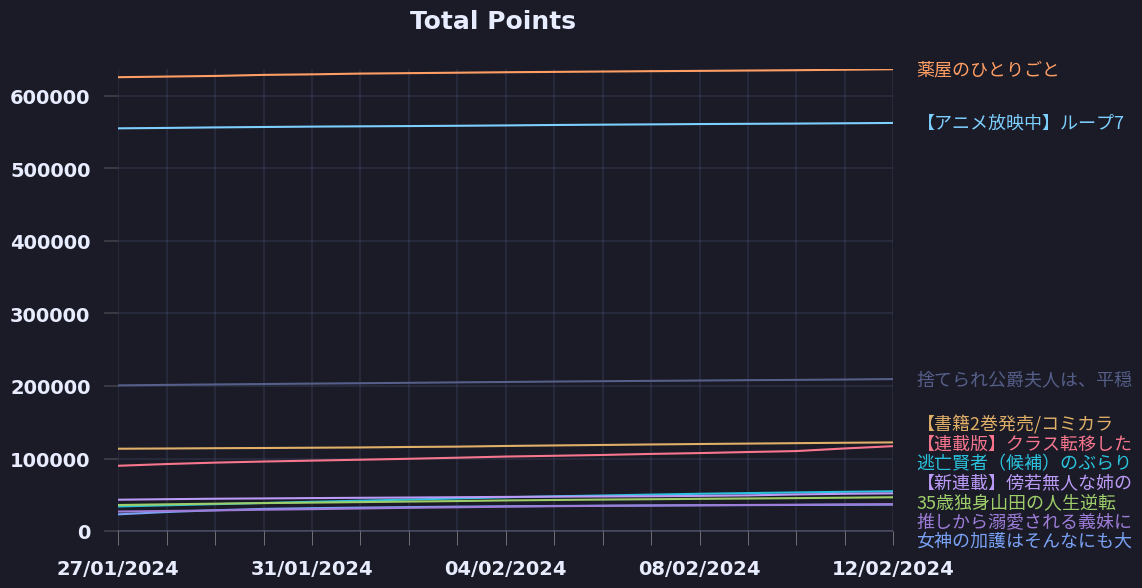 Total Points
600000
500000
400000
300000
200000
100000
0
27/01/2024
31/01/2024
04/02/2024
08/02/2024
12/02/2024
薬屋のひとりごと
【アニメ放映中】ループ7
捨てられ公爵夫人は、平穏
【書籍2巻発売/コミカラ
【連載版】クラス転移した
逃亡賢者（候補）のぶらり
【新連載】傍若無人な姉の
35歳独身山田の人生逆転
推しから溺愛される義妹に
女神の加護はそんなにも大